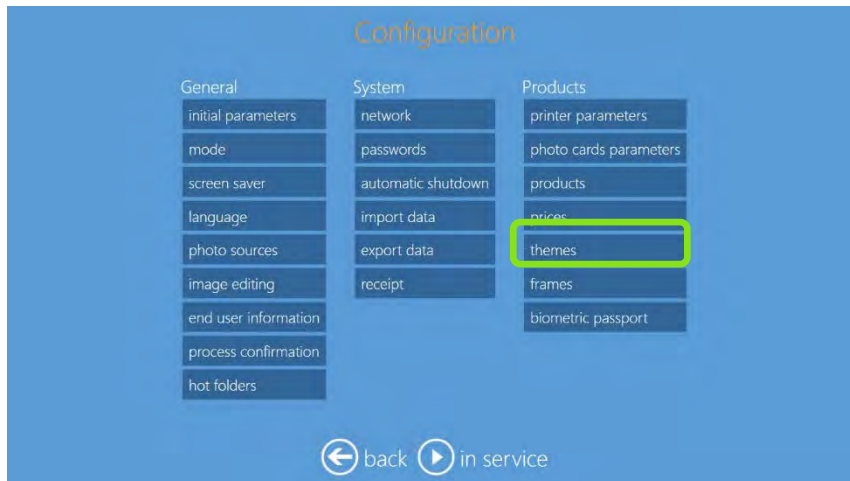 Configuration
General
initial parameters
mode
screen saver
language
photo sources
image editing
end user information
process confirmation
hot folders
System
network
passwords
automatic shutdown
import data
export data
receipt
Products
printer parameters
photo cards parameters
products
prices
themes
frames
biometric passport
back in service